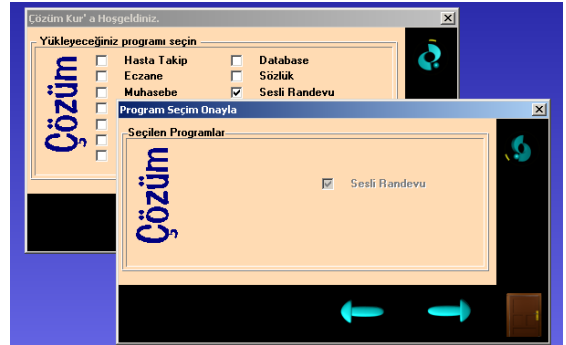 Çözüm Kur' a Hoşgeldiniz.
Yükleyeceğiniz programı seçin
Çözüm
Hasta Takip
Database
Eczane
Sözlük
Muhasebe
Sesli Randevu
Program Seçim Onayla
Seçilen Programlar
Çözüm
Sesli Randevu